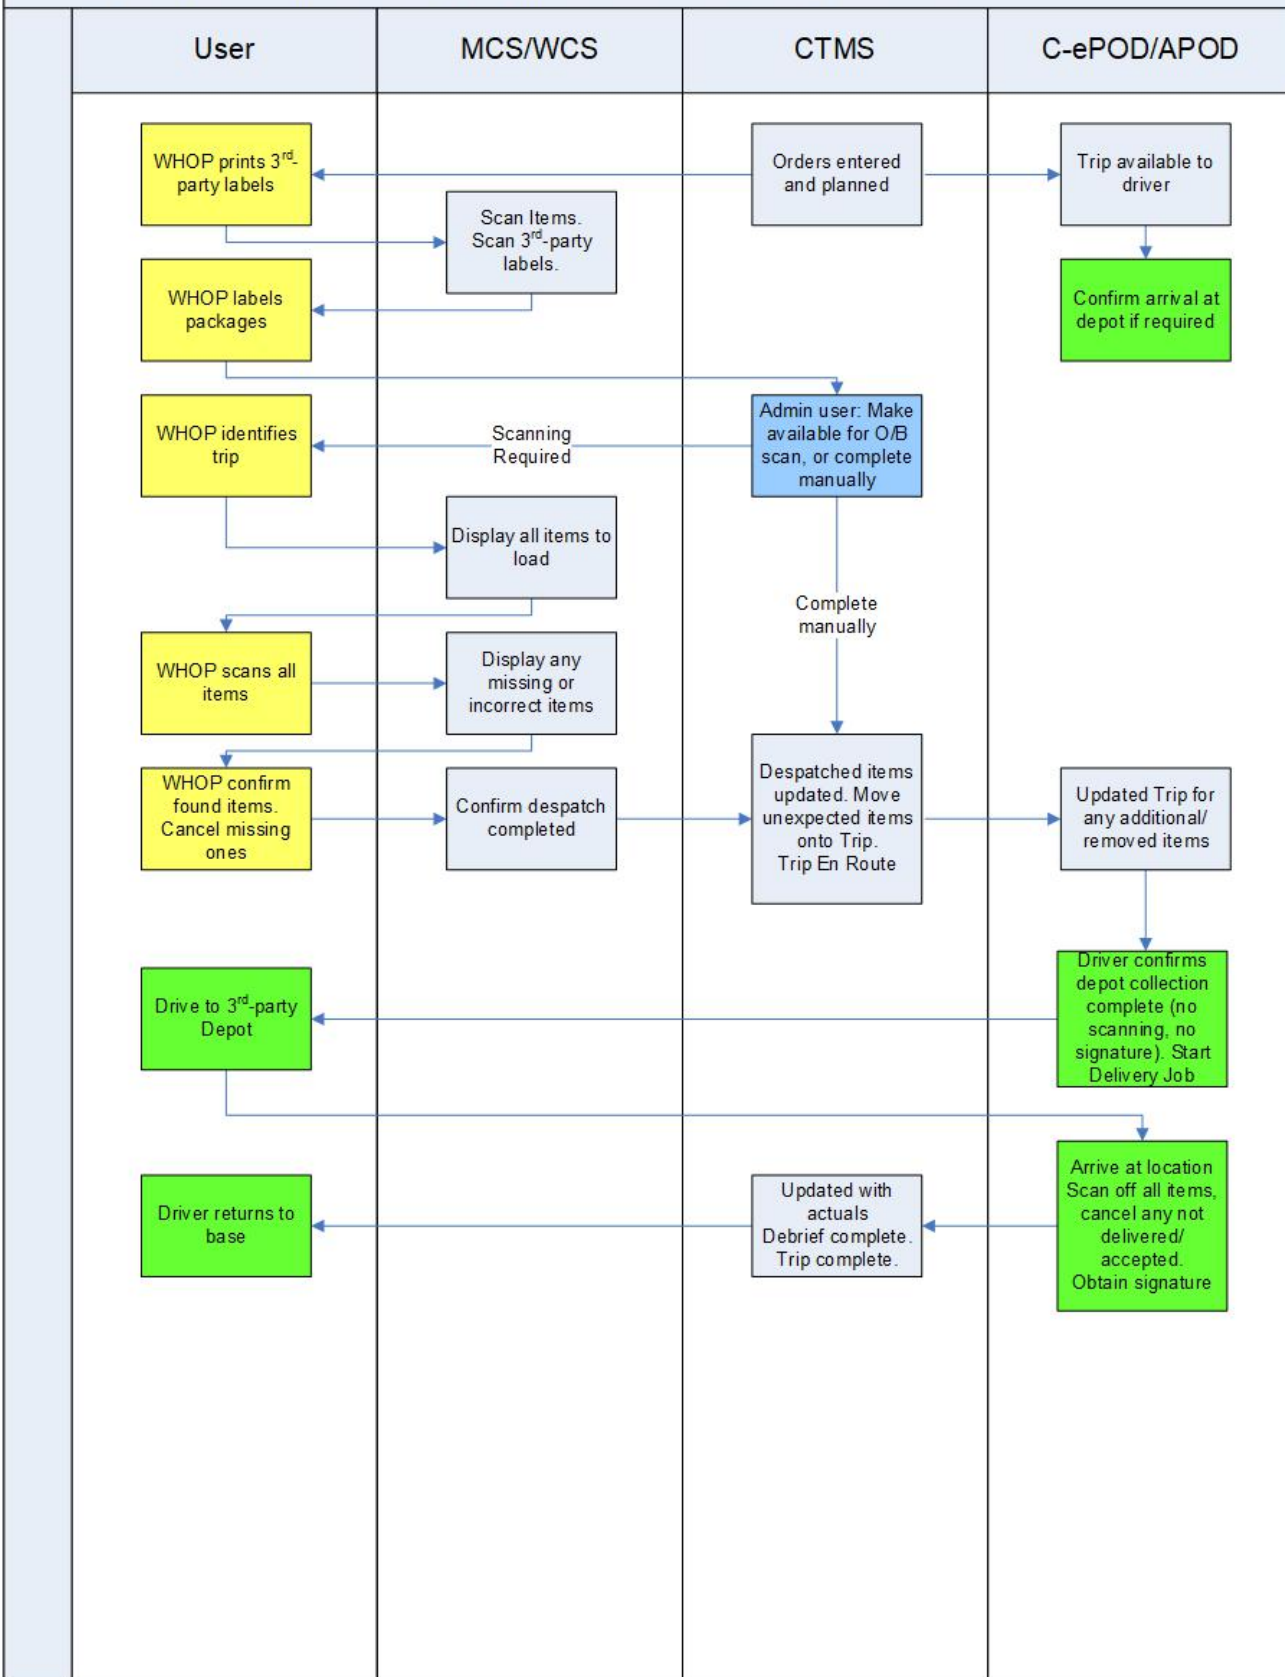 User
MCS/WCS
CTMS
C-ePOD/APOD
WHOP prints 3rd-
party labels
Orders entered
and planned
Trip available to
driver
Scan Items.
Scan 3rd-party
labels.
WHOP labels
packages
Confirm arrival at
depot if required
WHOP identifies
trip
Scanning
Required
Admin user: Make
available for O/B
scan, or complete
manually
Display all items to
load
Complete
manually
WHOP scans all
items
Display any
missing or
incorrect items
WHOP confirm
found items.
Cancel missing
ones
Confirm despatch
completed
Despatched items
updated. Move
unexpected items
onto Trip.
Trip En Route
Updated Trip for
any additional/
removed items
Drive to 3rd-party
Depot
Driver confirms
depot collection
complete (no
scanning, no
signature). Start
Delivery Job
Driver returns to
base
Updated with
actuals
Debrief complete.
Trip complete.
Arrive at location
Scan off all items,
cancel any not
delivered/
accepted.
Obtain signature